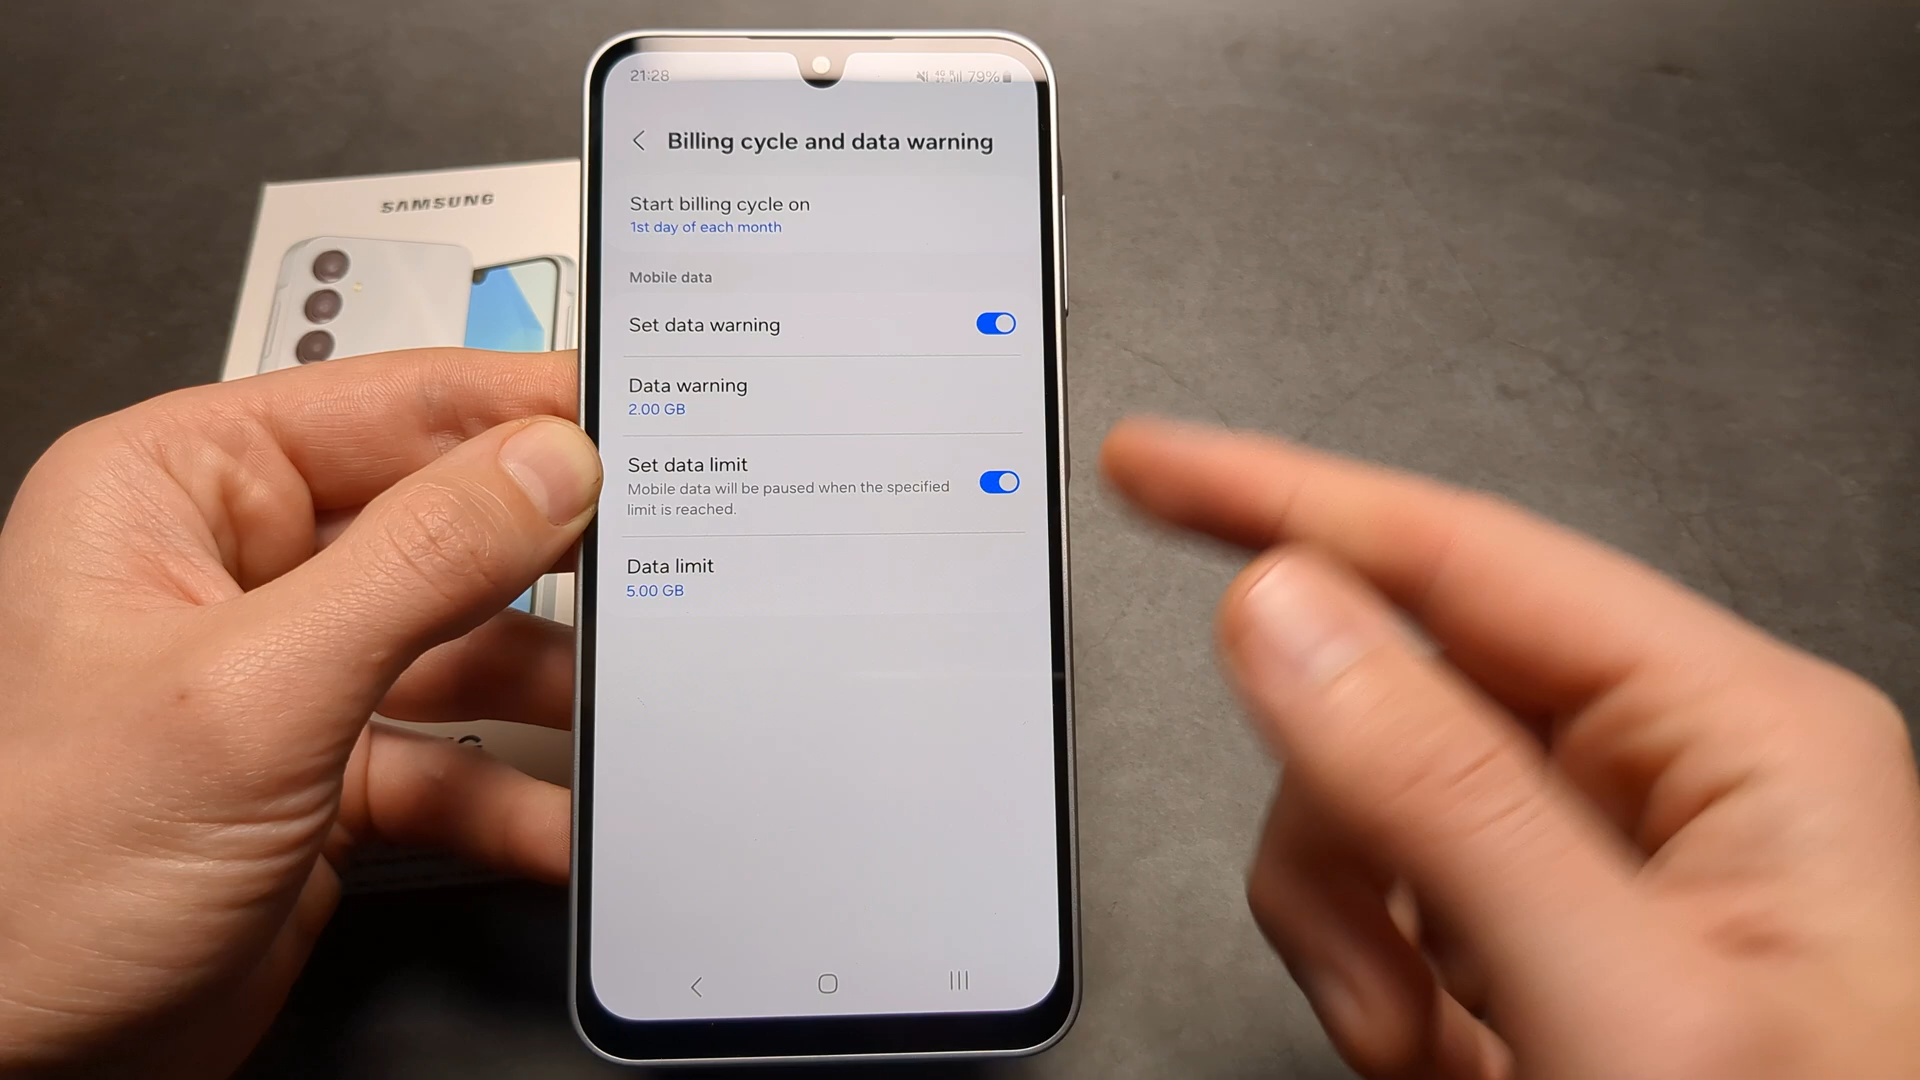 SAMSUNG
21:28
79%
Billing cycle and data warning
Start billing cycle on
1st day of each month
Mobile data
Set data warning
Data warning
2.00 GB
Set data limit
Mobile data will be paused when the specified
limit is reached.
Data limit
5.00 GB